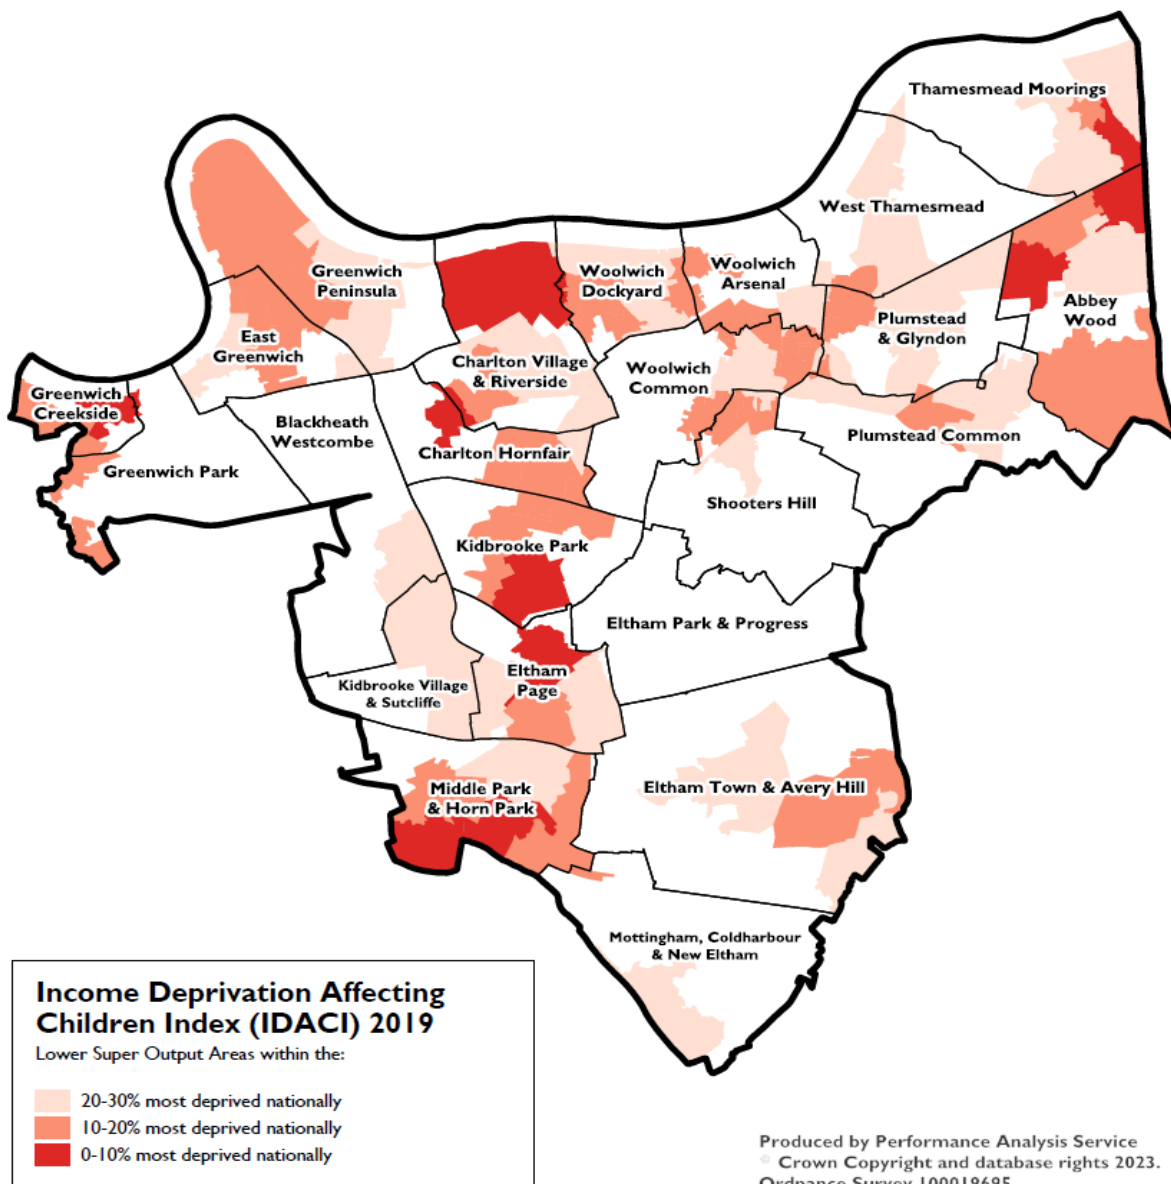 Thamesmead Moorings
West Thamesmead
Greenwich
Peninsula
Woolwich
Dockyard
Woolwich
Arsenal
Abbey
Wood
Plumstead
& Glyndon
East
Greenwich
Charlton Village
& Riverside
Woolwich
Common
Greenwich
Creekside
Blackheath
Westcombe
Plumstead Common
Charlton Hornfair
Greenwich Park
Shooters Hill
Kidbrooke Park
Eltham Park & Progress
Eltham
Page
Kidbrooke Village
& Sutcliffe
Middle Park
& Horn Park
Eltham Town & Avery Hill
Mottingham, Coldharbour
& New Eltham
Income Deprivation Affecting
Children Index (IDACI) 2019
Lower Super Output Areas within the:
20-30% most deprived nationally
10-20% most deprived nationally
0-10% most deprived nationally
Produced by Performance Analysis Service
© Crown Copyright and database rights 2023.
Ordnance Survey 100019695